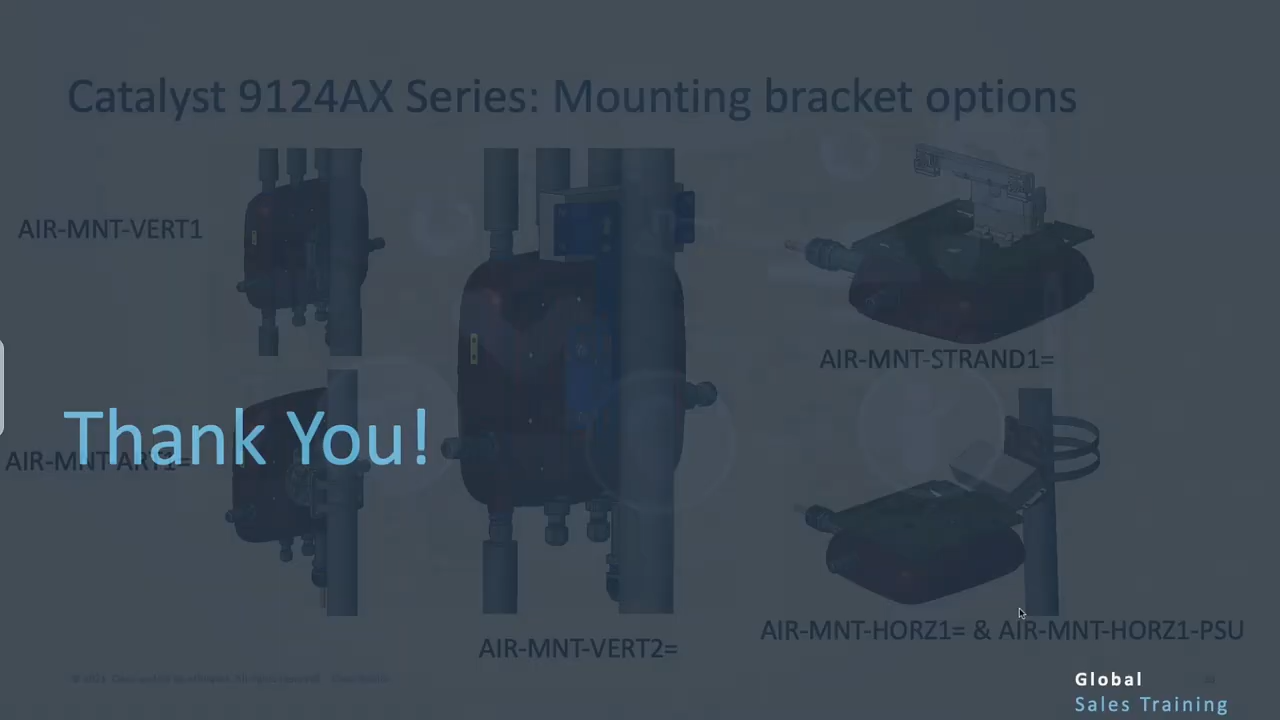 Catalyst 9124AX Series: Mounting bracket options
AIR-MNT-VERT1
AIR-MNT-STRAND1=
Thank You!
AIR-MNT-ART1=
AIR-MNT-HORZ1= & AIR-MNT-HORZ1-PSU
AIR-MNT-VERT2=
Global
Sales Training